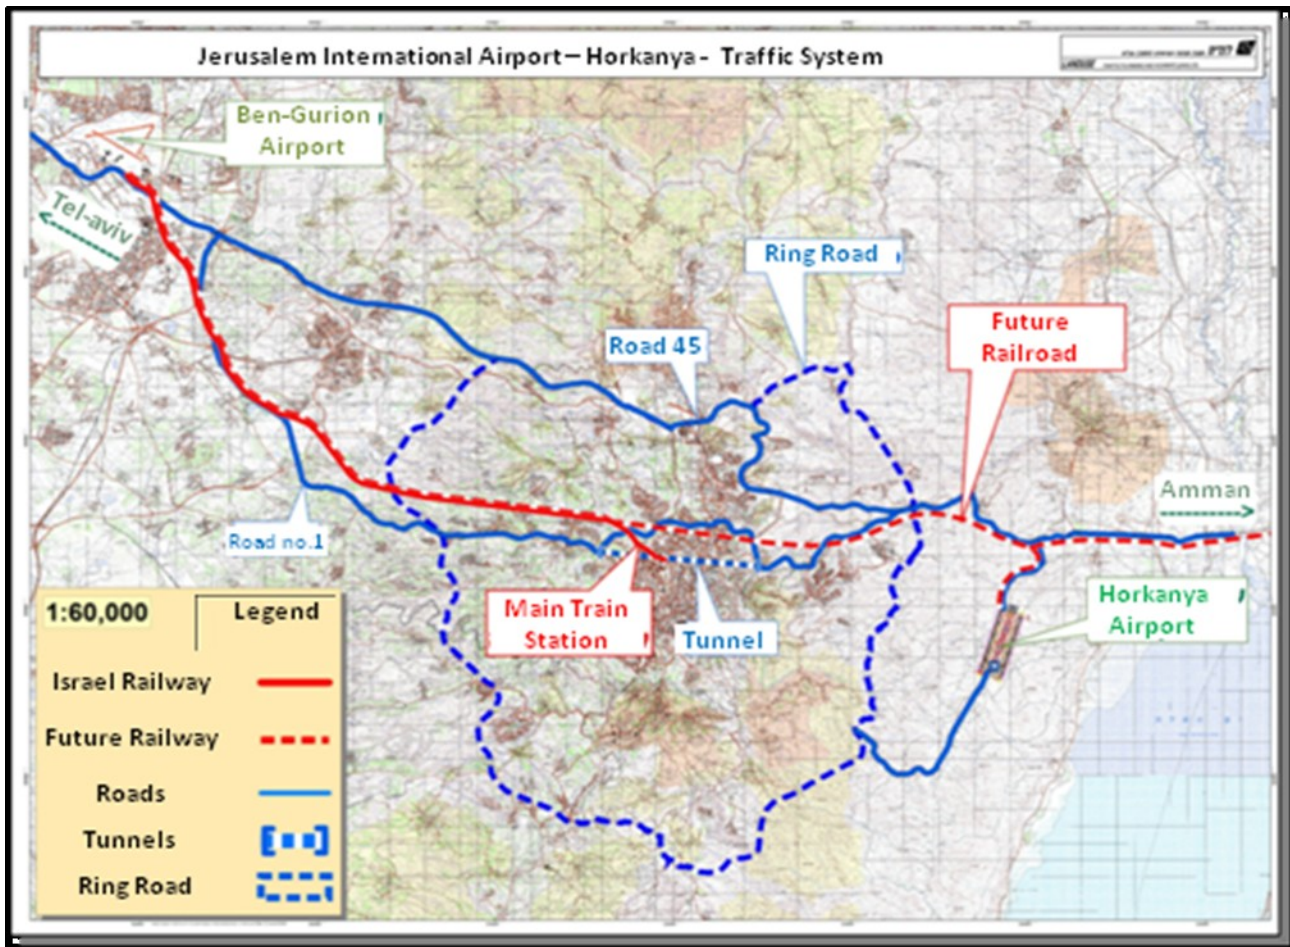 Jerusalem International Airport – Horkanya - Traffic System
Ben-Gurion
Airport
Tel-aviv
Ring Road
Road 45
Future
Railroad
Amman
Road no.1
Horkanya
Airport
Main Train
Station
Tunnel
1:60,000
Legend
Israel Railway
Future Railway
Roads
Tunnels
Ring Road